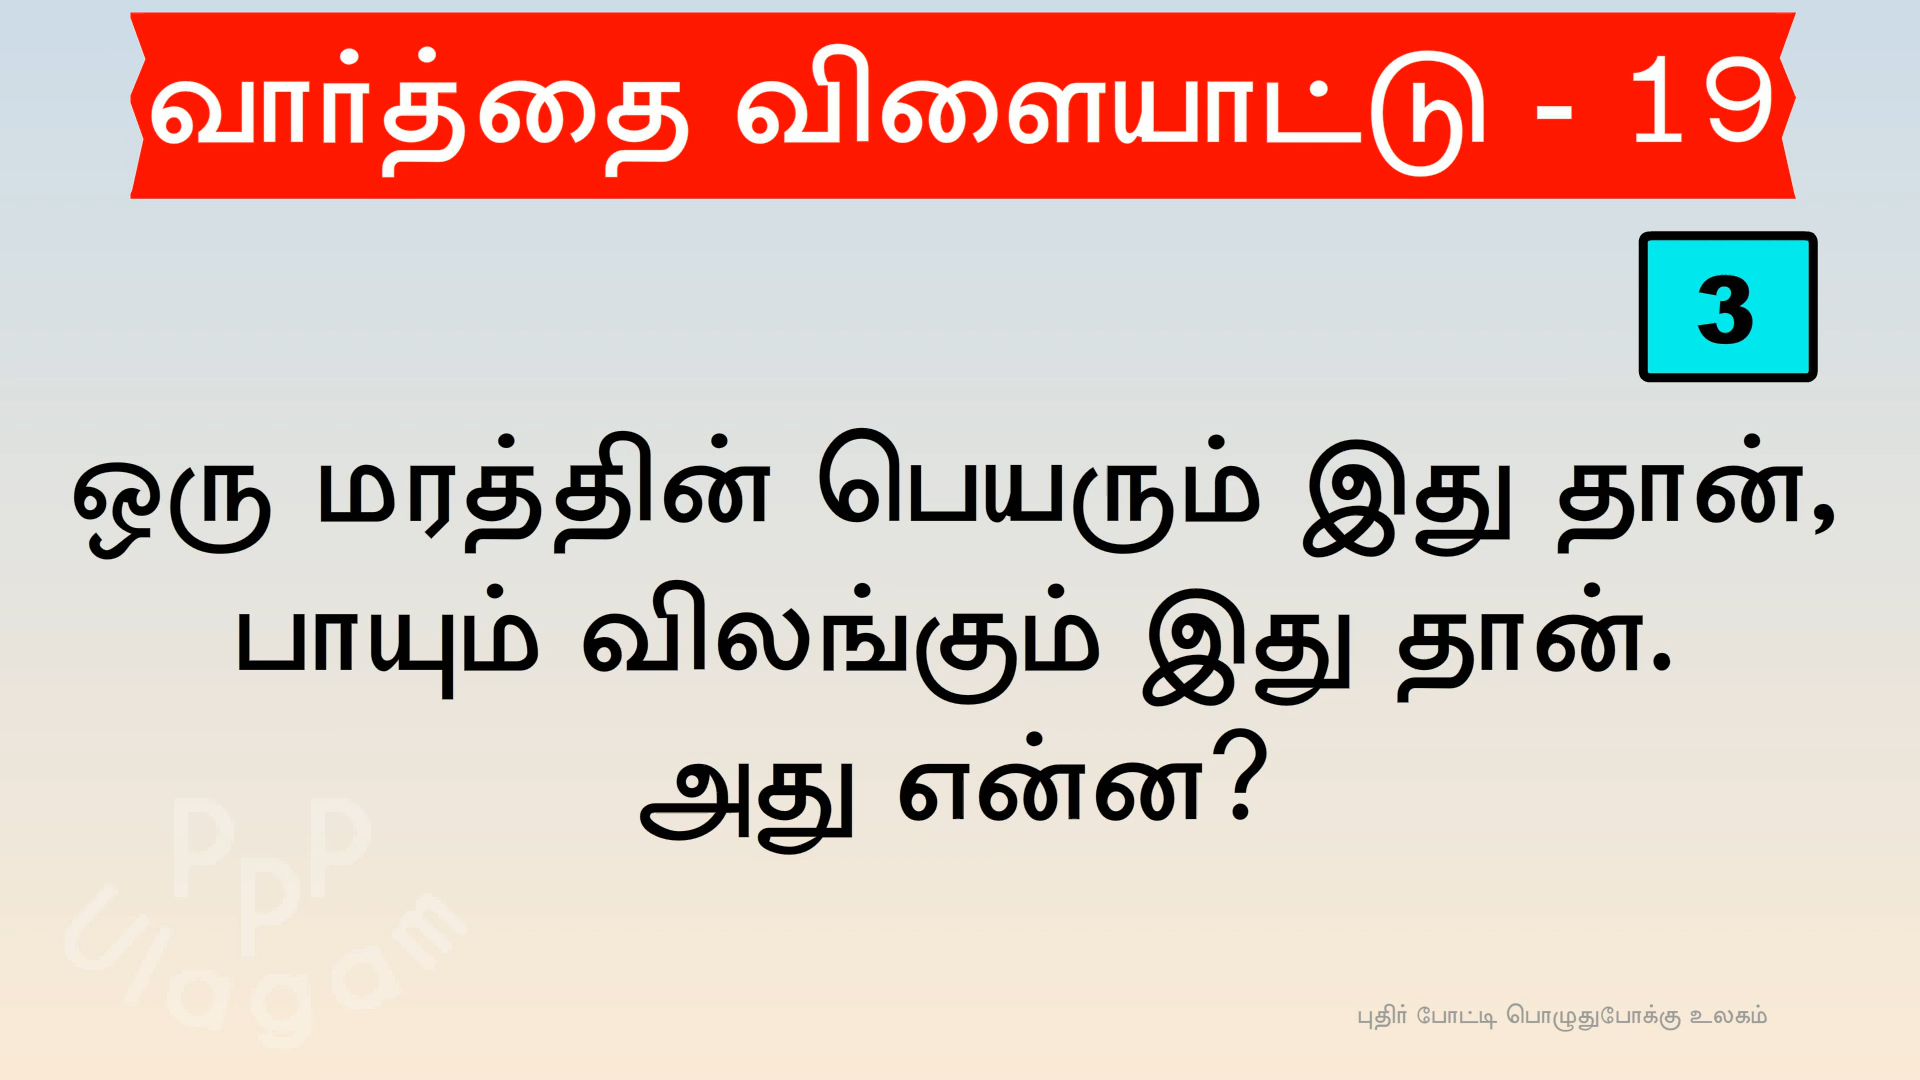 வார்த்தை விளையாட்டு - 19
3
ஒரு மரத்தின் பெயரும் இது தான்,
பாயும் விலங்கும் இது தான்.
அது என்ன?
PPP
Ulagam
புதிர் போட்டி பொழுதுபோக்கு உலகம்